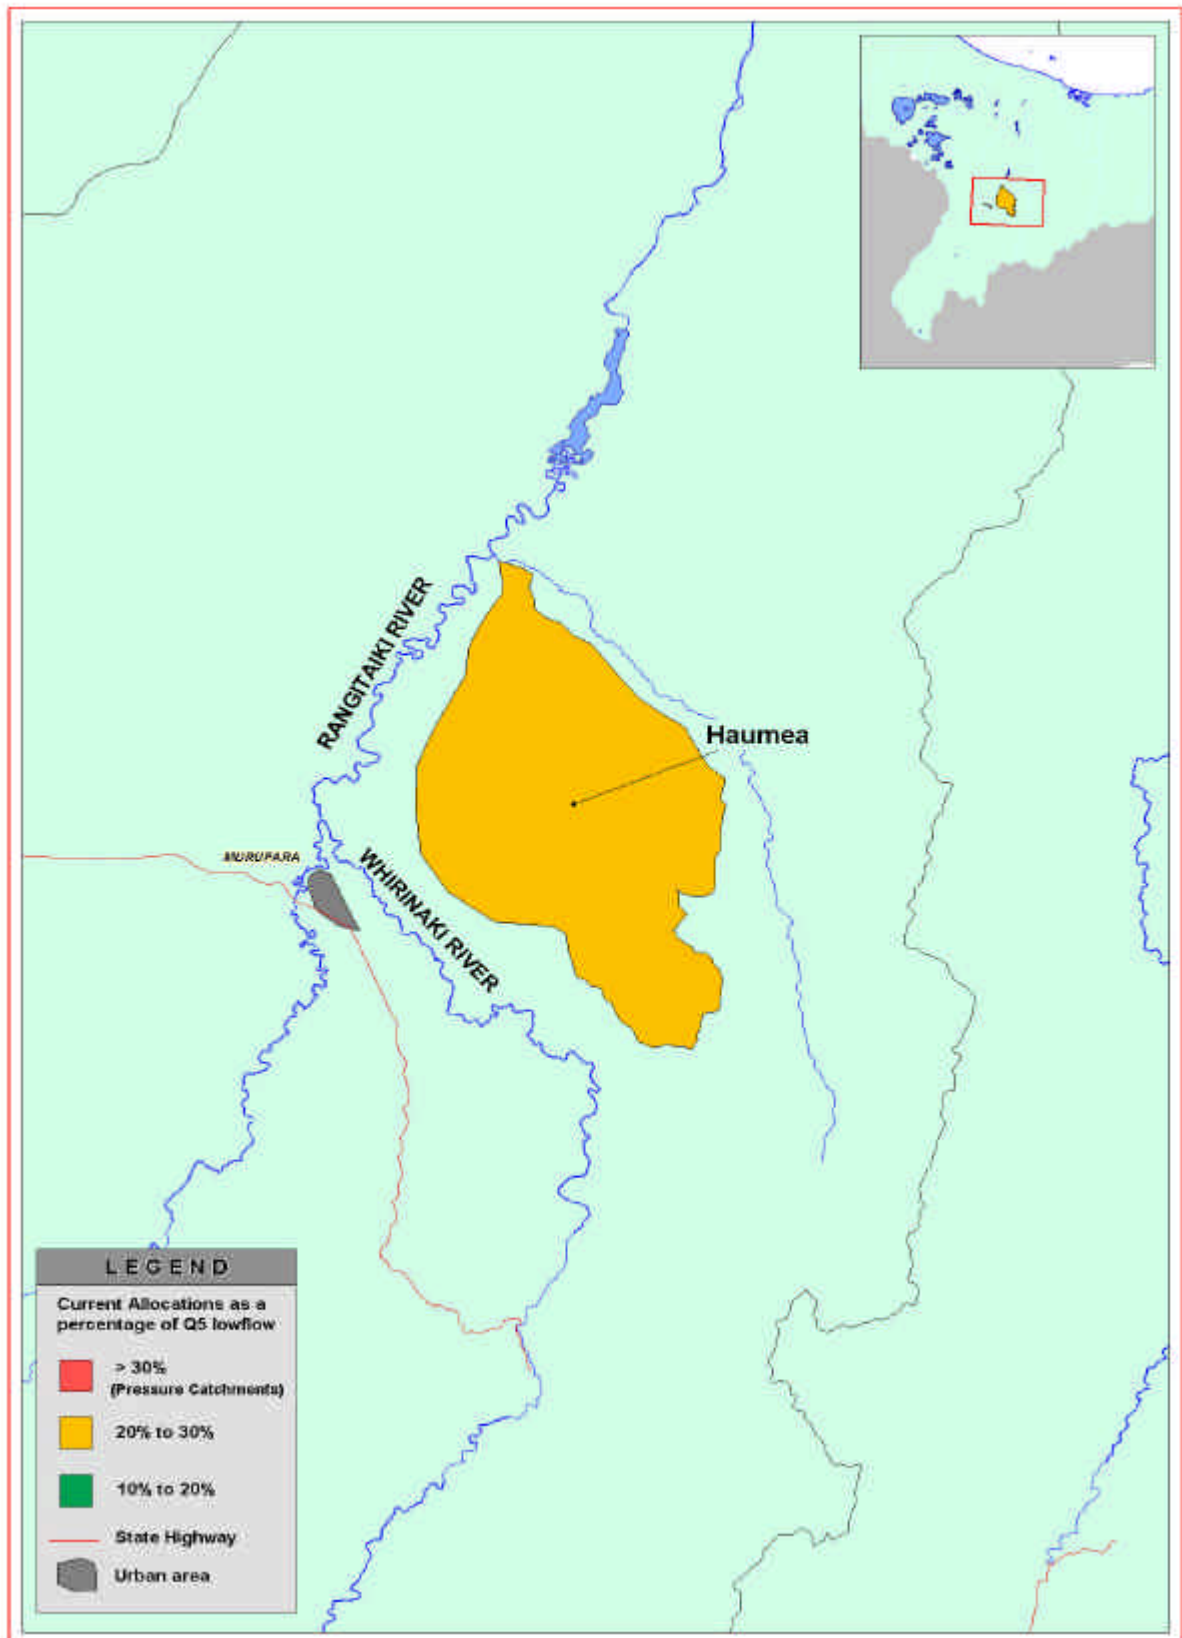 RANGITAIKI RIVER
Haumea
MURUPARA
WHIRINAKI RIVER
LEGEND
Current Allocations as a
percentage of Q5 lowflow
> 30%
(Pressure Catchments)
20% to 30%
10% to 20%
State Highway
Urban area